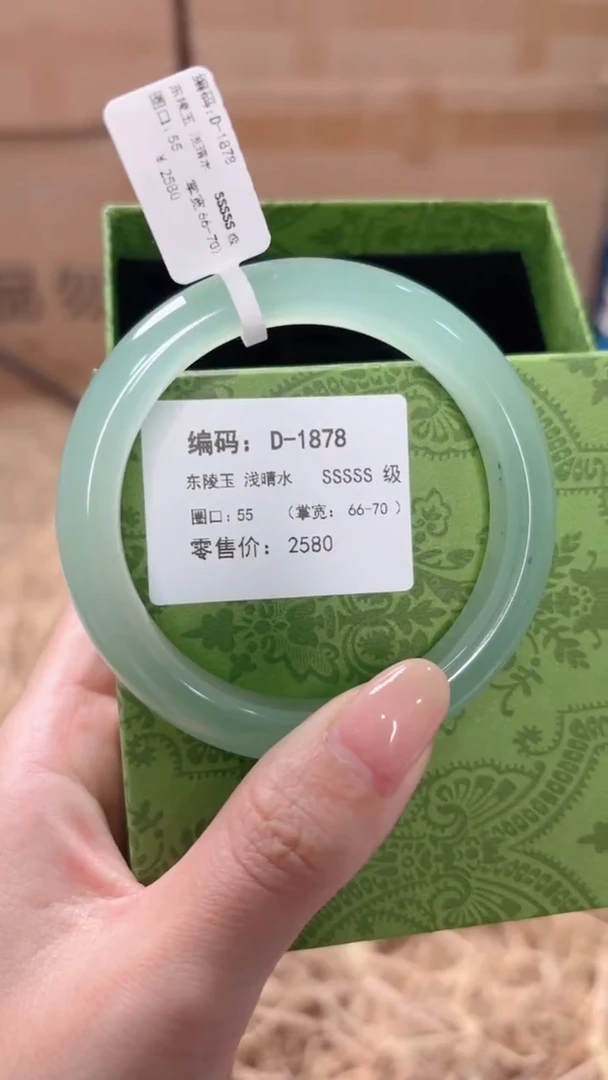 编码:D-1878
东陵玉 浅晴水 SSSSS 级
圈口:55 (掌宽:66-70)
¥ 2580
编码: D-1878
东陵玉 浅晴水 SSSSS 级
圈口:55 (掌宽: 66-70 )
零售价: 2580